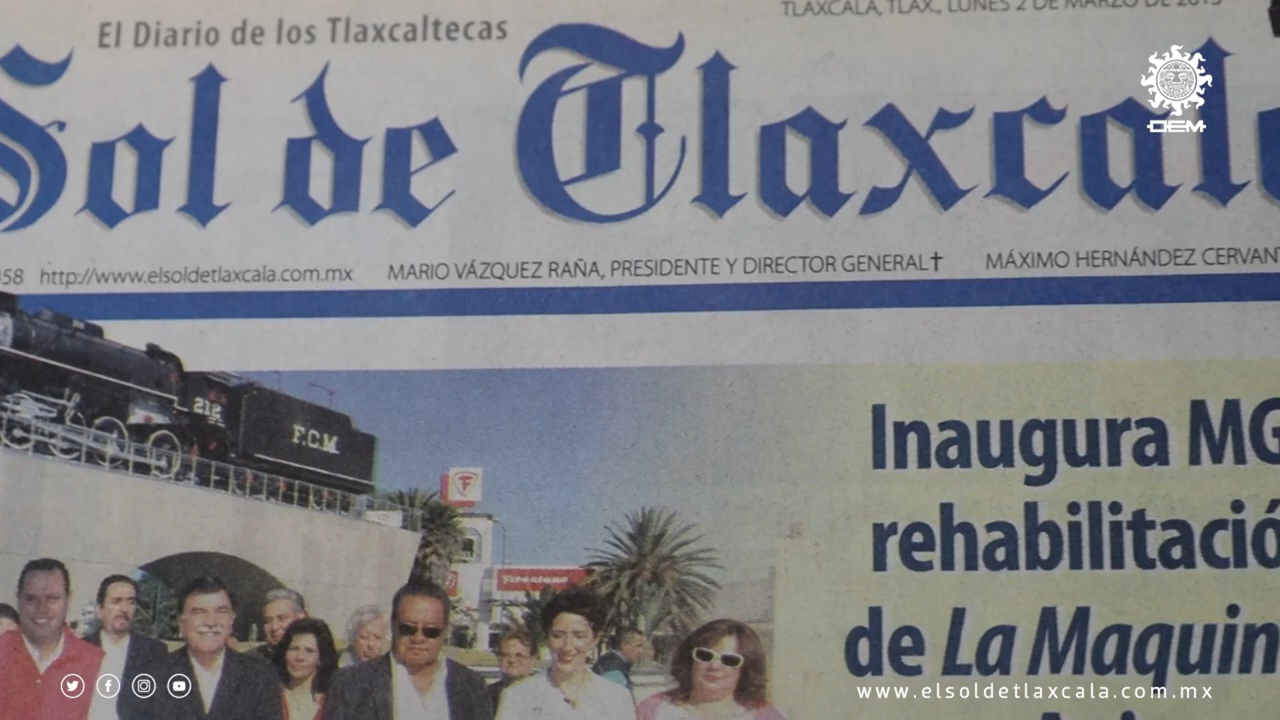 TLAXCALA, TLAX., LUNES 2 DE MARZO DE
El Diario de los Tlaxcaltecas
Sol de Tlaxcala
http://www.elsoldetlaxcala.com.mx MARIO VÁZQUEZ RAÑA, PRESIDENTE Y DIRECTOR GENERAL† MÁXIMO HERNÁNDEZ CERVAN
OEM
212
F.C.M.
Firestone
Inaugura MG
rehabilitació
de La Maquin
www.elsoldetlaxcala.com.mx